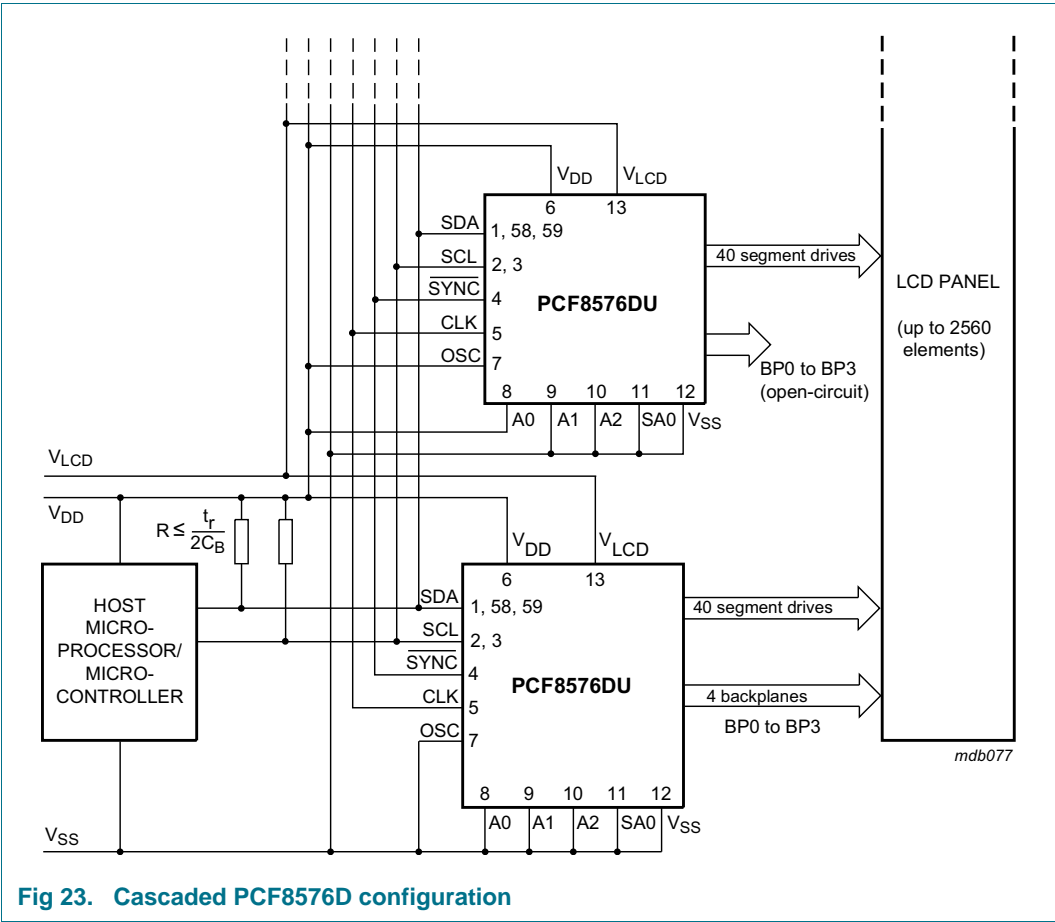 VDD
VLCD
6
13
SDA
1, 58, 59
SCL
2, 3
SYNC
4
CLK
5
OSC
7
PCF8576DU
40 segment drives
BP0 to BP3
(open-circuit)
8
9
10
11
12
A0
A1
A2
SA0
VSS
LCD PANEL
(up to 2560
elements)
VLCD
VDD
R ≤ tr
2CB
HOST
MICRO-
PROCESSOR/
MICRO-
CONTROLLER
VDD
VLCD
6
13
SDA
1, 58, 59
SCL
2, 3
SYNC
4
CLK
5
OSC
7
PCF8576DU
40 segment drives
4 backplanes
BP0 to BP3
8
9
10
11
12
A0
A1
A2
SA0
VSS
VSS
mdb077
Fig 23. Cascaded PCF8576D configuration